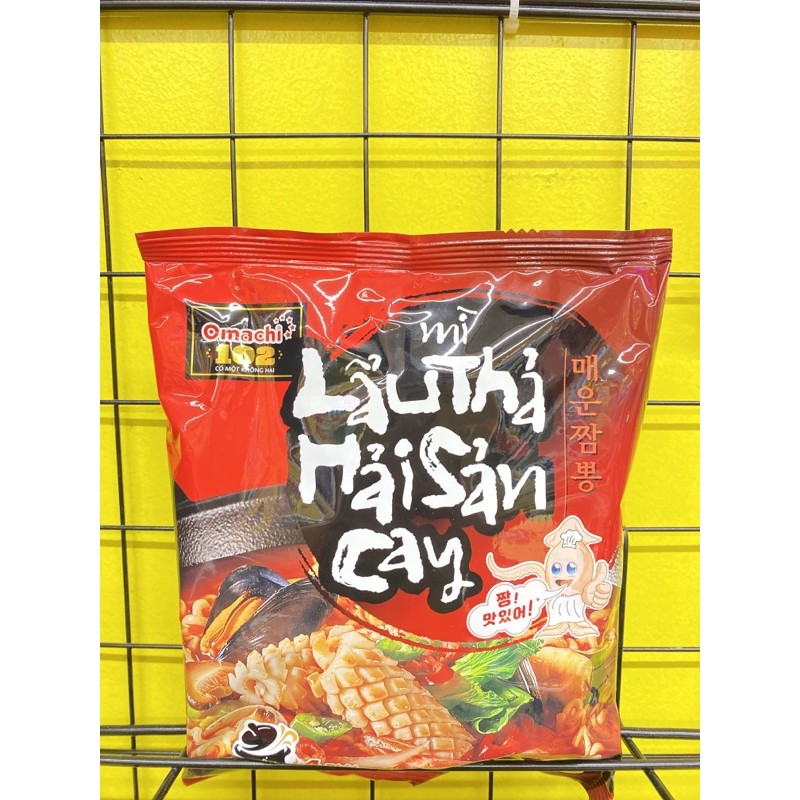 Omachi
102
CÓ MỘT KHÔNG HAI
mì
Lẩu Thả
Hải Sản
Cay
매운짬뽕
짬!
맛있어!